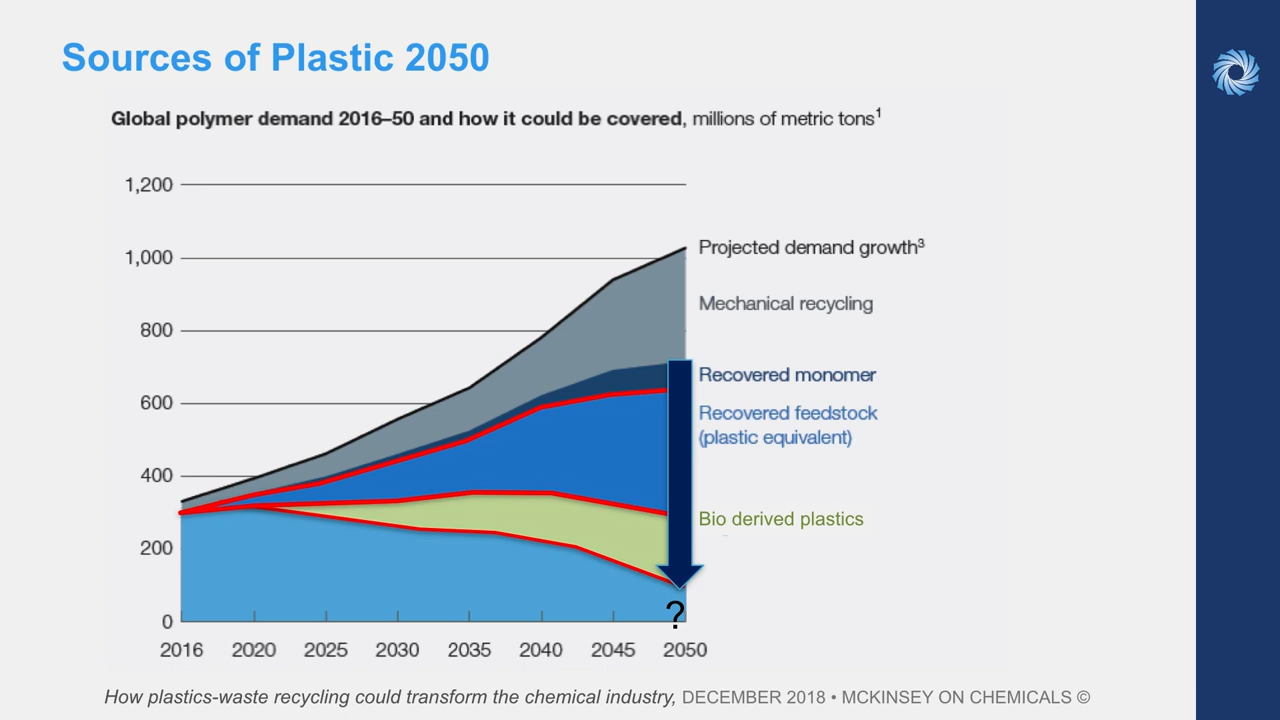 Sources of Plastic 2050
Global polymer demand 2016–50 and how it could be covered, millions of metric tons¹
1,200
1,000
800
600
400
200
0
Projected demand growth³
Mechanical recycling
Recovered monomer
Recovered feedstock
(plastic equivalent)
Bio derived plastics
?
2016 2020 2025 2030 2035 2040 2045 2050
How plastics-waste recycling could transform the chemical industry, DECEMBER 2018 • MCKINSEY ON CHEMICALS ©